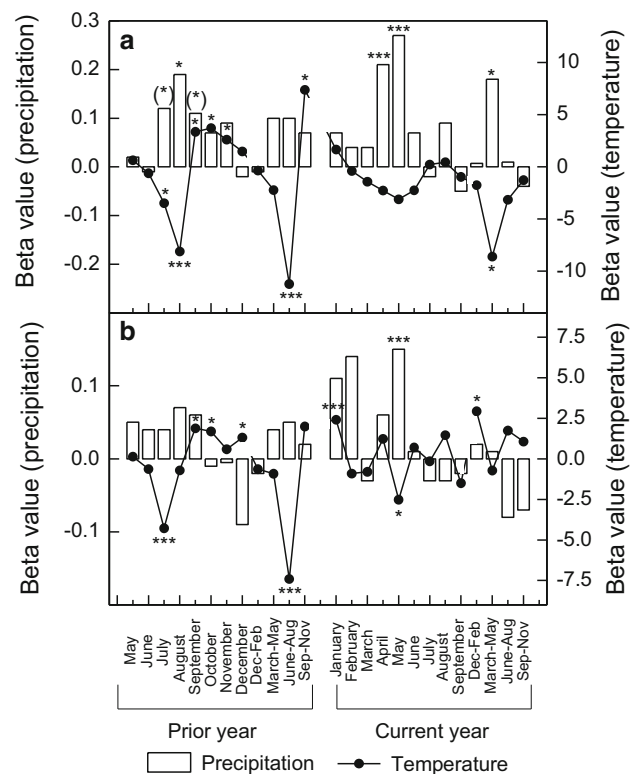 a
Beta value (precipitation)
0.3
0.2
0.1
0.0
-0.1
-0.2
Beta value (temperature)
10
5
0
-5
-10
(*)
*
(*)
*
*
*
*
***
***
*
***
***
*
*
b
Beta value (precipitation)
0.1
0.0
-0.1
Beta value (temperature)
7.5
5.0
2.5
0.0
-2.5
-5.0
-7.5
***
*
*
*
***
***
***
*
*
May
June
July
August
September
October
November
December
Dec-Feb
March-May
June-Aug
Sep-Nov
January
February
March
April
May
June
July
August
September
Dec-Feb
March-May
June-Aug
Sep-Nov
Prior year
Current year
Precipitation
Temperature